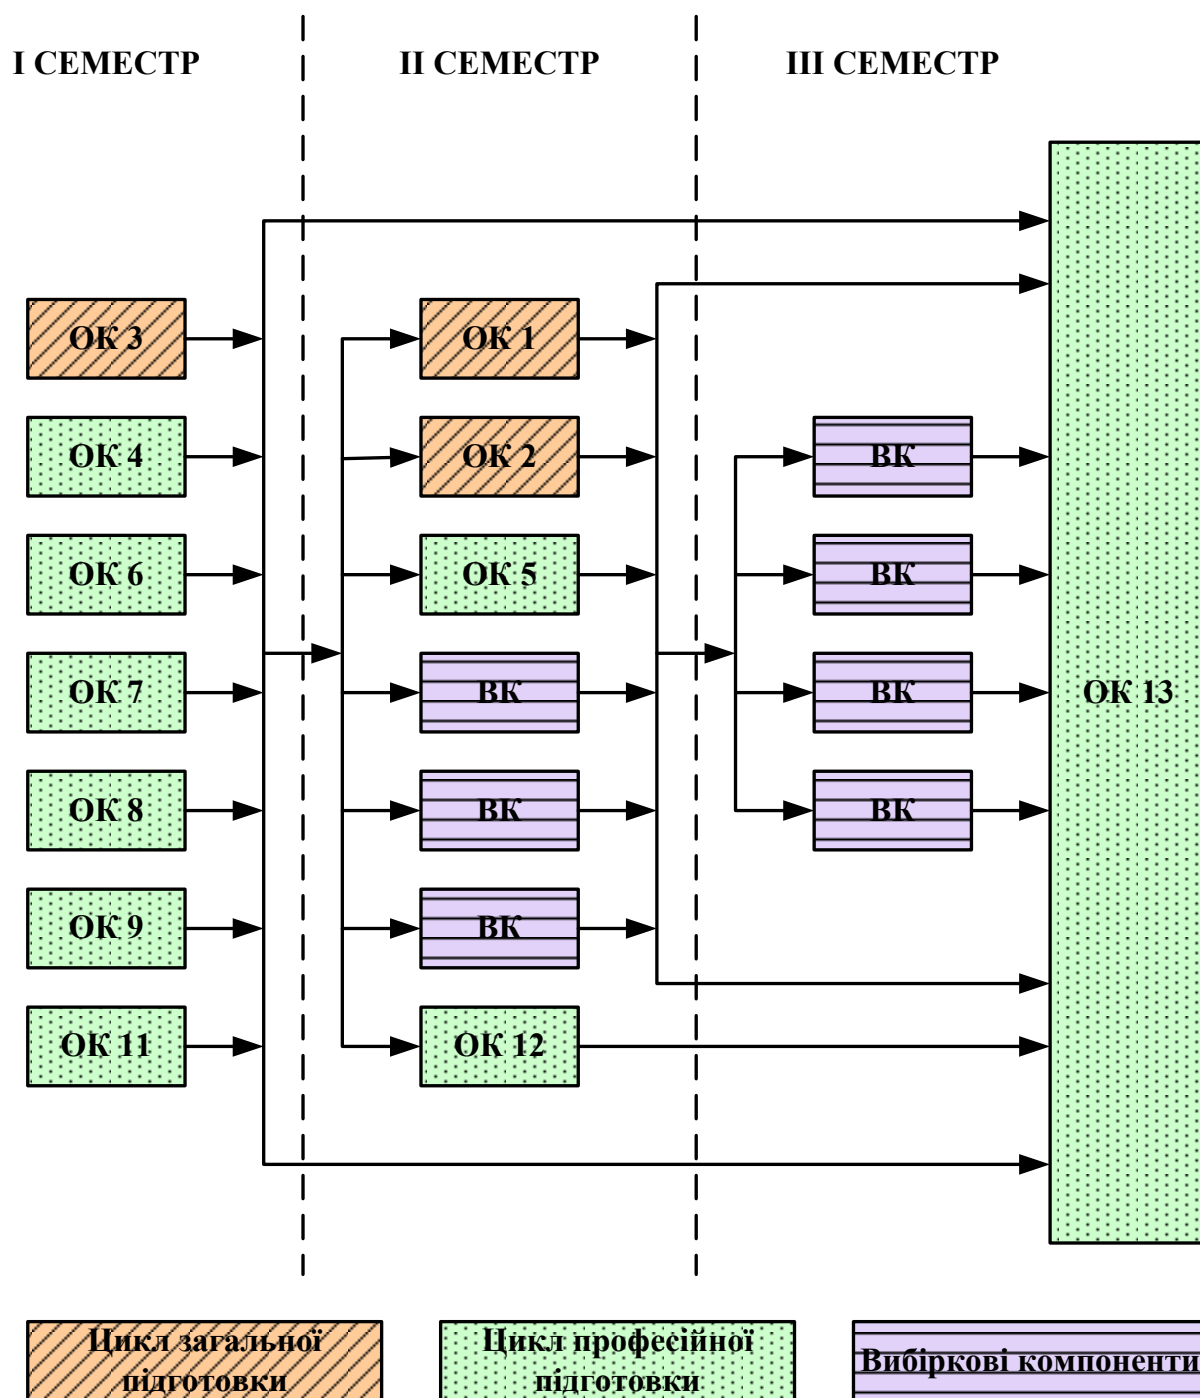 I СЕМЕСТР
II СЕМЕСТР
III СЕМЕСТР
ОК 3
ОК 4
ОК 6
ОК 7
ОК 8
ОК 9
ОК 11
ОК 1
ОК 2
ОК 5
ВК
ВК
ВК
ОК 12
ВК
ВК
ВК
ВК
ОК 13
Цикл загальної
підготовки
Цикл професійної
підготовки
Вибіркові компоненти